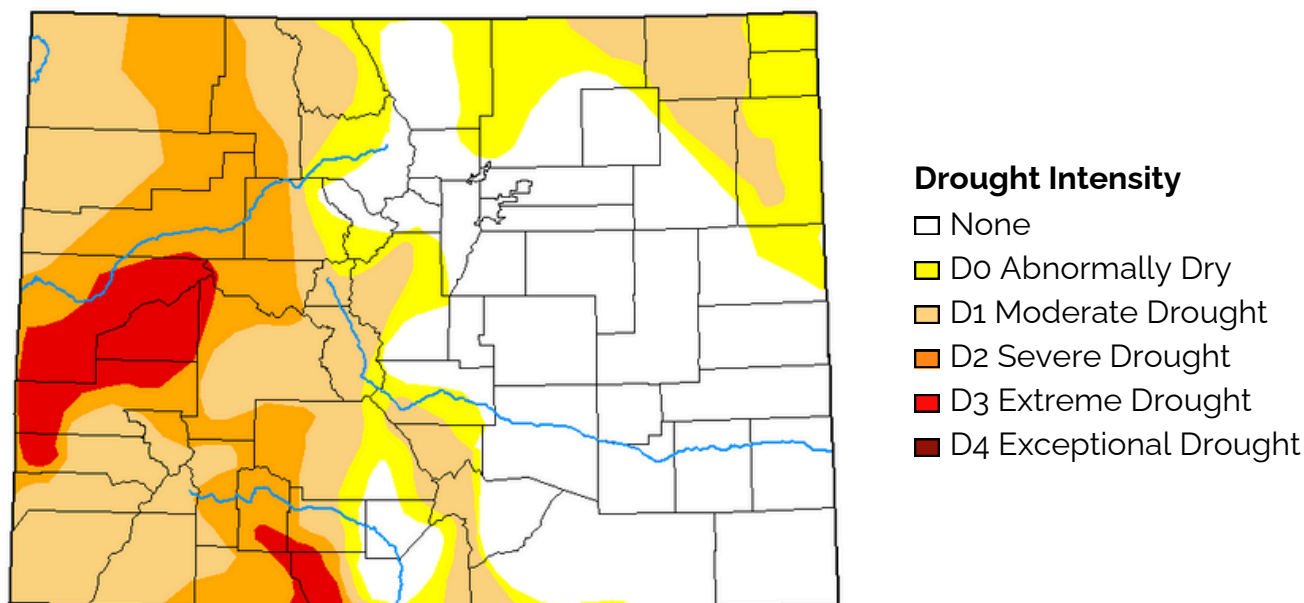 Drought Intensity
None
D0 Abnormally Dry
D1 Moderate Drought
D2 Severe Drought
D3 Extreme Drought
D4 Exceptional Drought